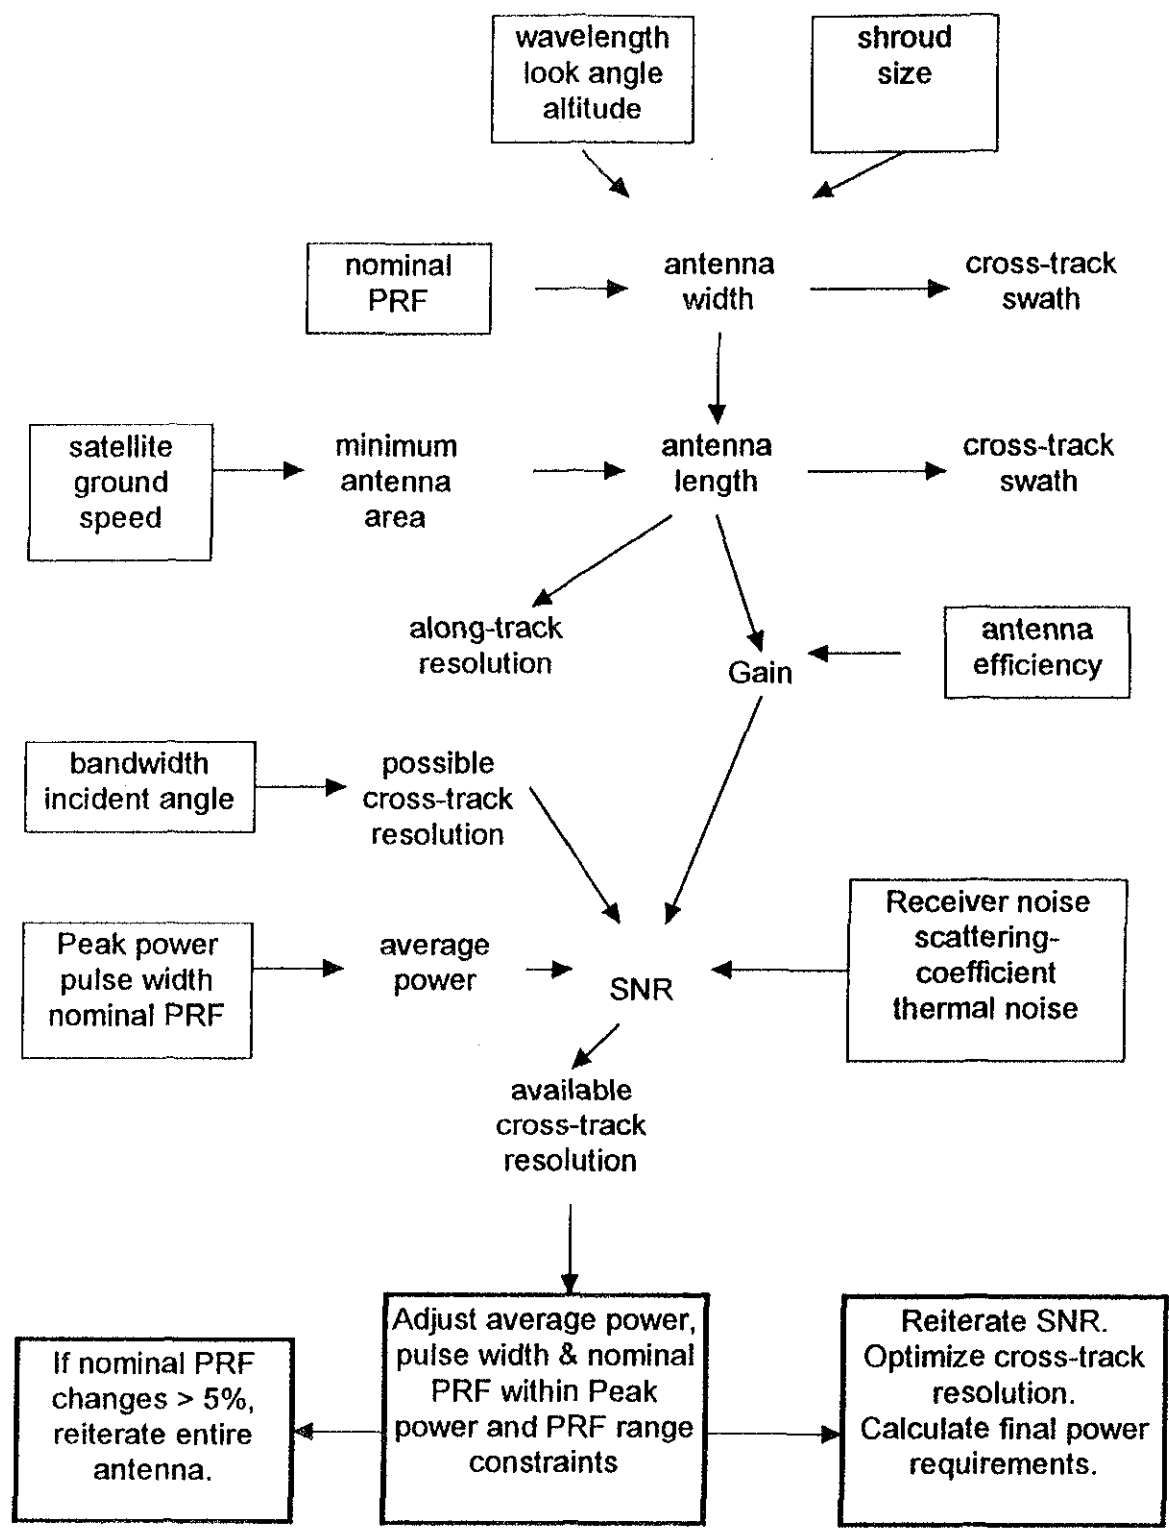 wavelength
look angle
altitude
shroud
size
nominal
PRF
antenna
width
cross-track
swath
satellite
ground
speed
minimum
antenna
area
antenna
length
cross-track
swath
along-track
resolution
Gain
antenna
efficiency
bandwidth
incident angle
possible
cross-track
resolution
Peak power
pulse width
nominal PRF
average
power
SNR
Receiver noise
scattering-
coefficient
thermal noise
available
cross-track
resolution
If nominal PRF
changes > 5%,
reiterate entire
antenna.
Adjust average power,
pulse width & nominal
PRF within Peak
power and PRF range
constraints
Reiterate SNR.
Optimize cross-track
resolution.
Calculate final power
requirements.